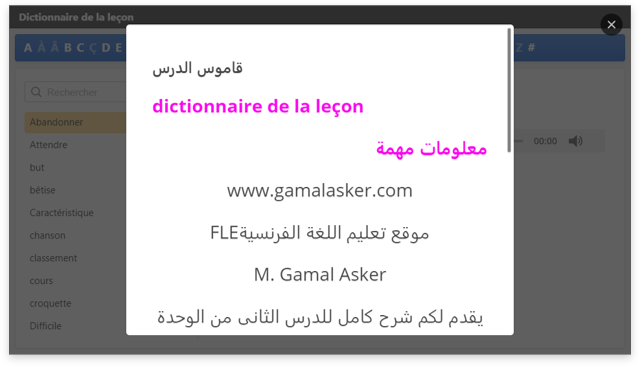 Dictionnaire de la leçon
A À Â B C Ç D E
Z #
Rechercher
Abandonner
Attendre
but
bétise
Caractéristique
chanson
classement
cours
croquette
Difficile
00:00
قاموس الدرس
dictionnaire de la leçon
معلومات مهمة
www.gamalasker.com
موقع تعليم اللغة الفرنسيةFLE
M. Gamal Asker
يقدم لكم شرح كامل للدرس الثانى من الوحدة